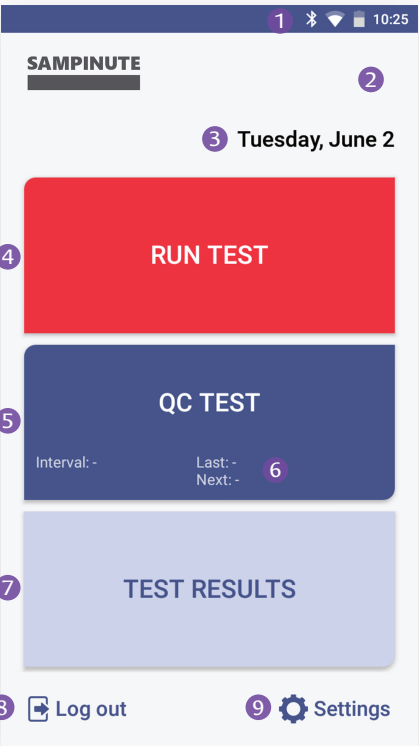 1 10:25
SAMPINUTE
2
3 Tuesday, June 2
4 RUN TEST
5 QC TEST
Interval: - Last: - 6
Next: -
7 TEST RESULTS
8 Log out 9 Settings